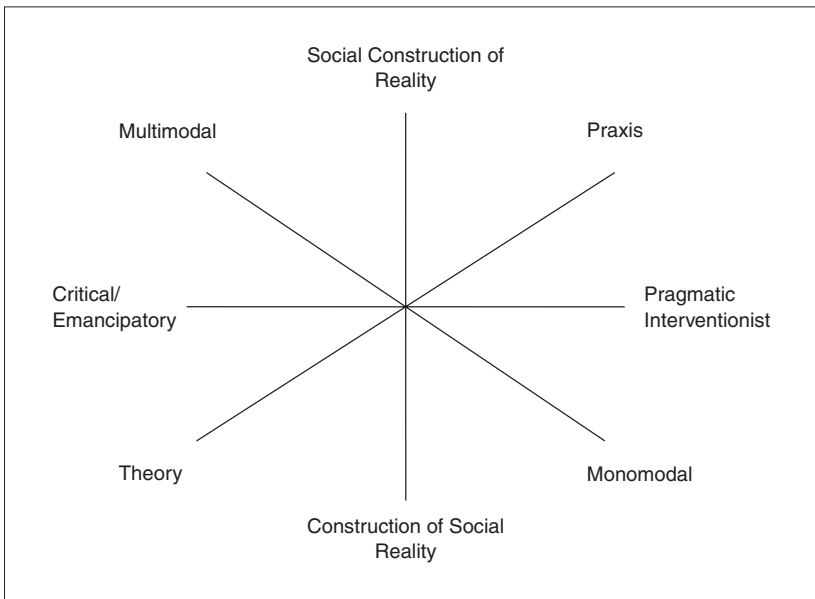 Social Construction of
Reality
Multimodal
Praxis
Critical/
Emancipatory
Pragmatic
Interventionist
Theory
Monomodal
Construction of Social
Reality